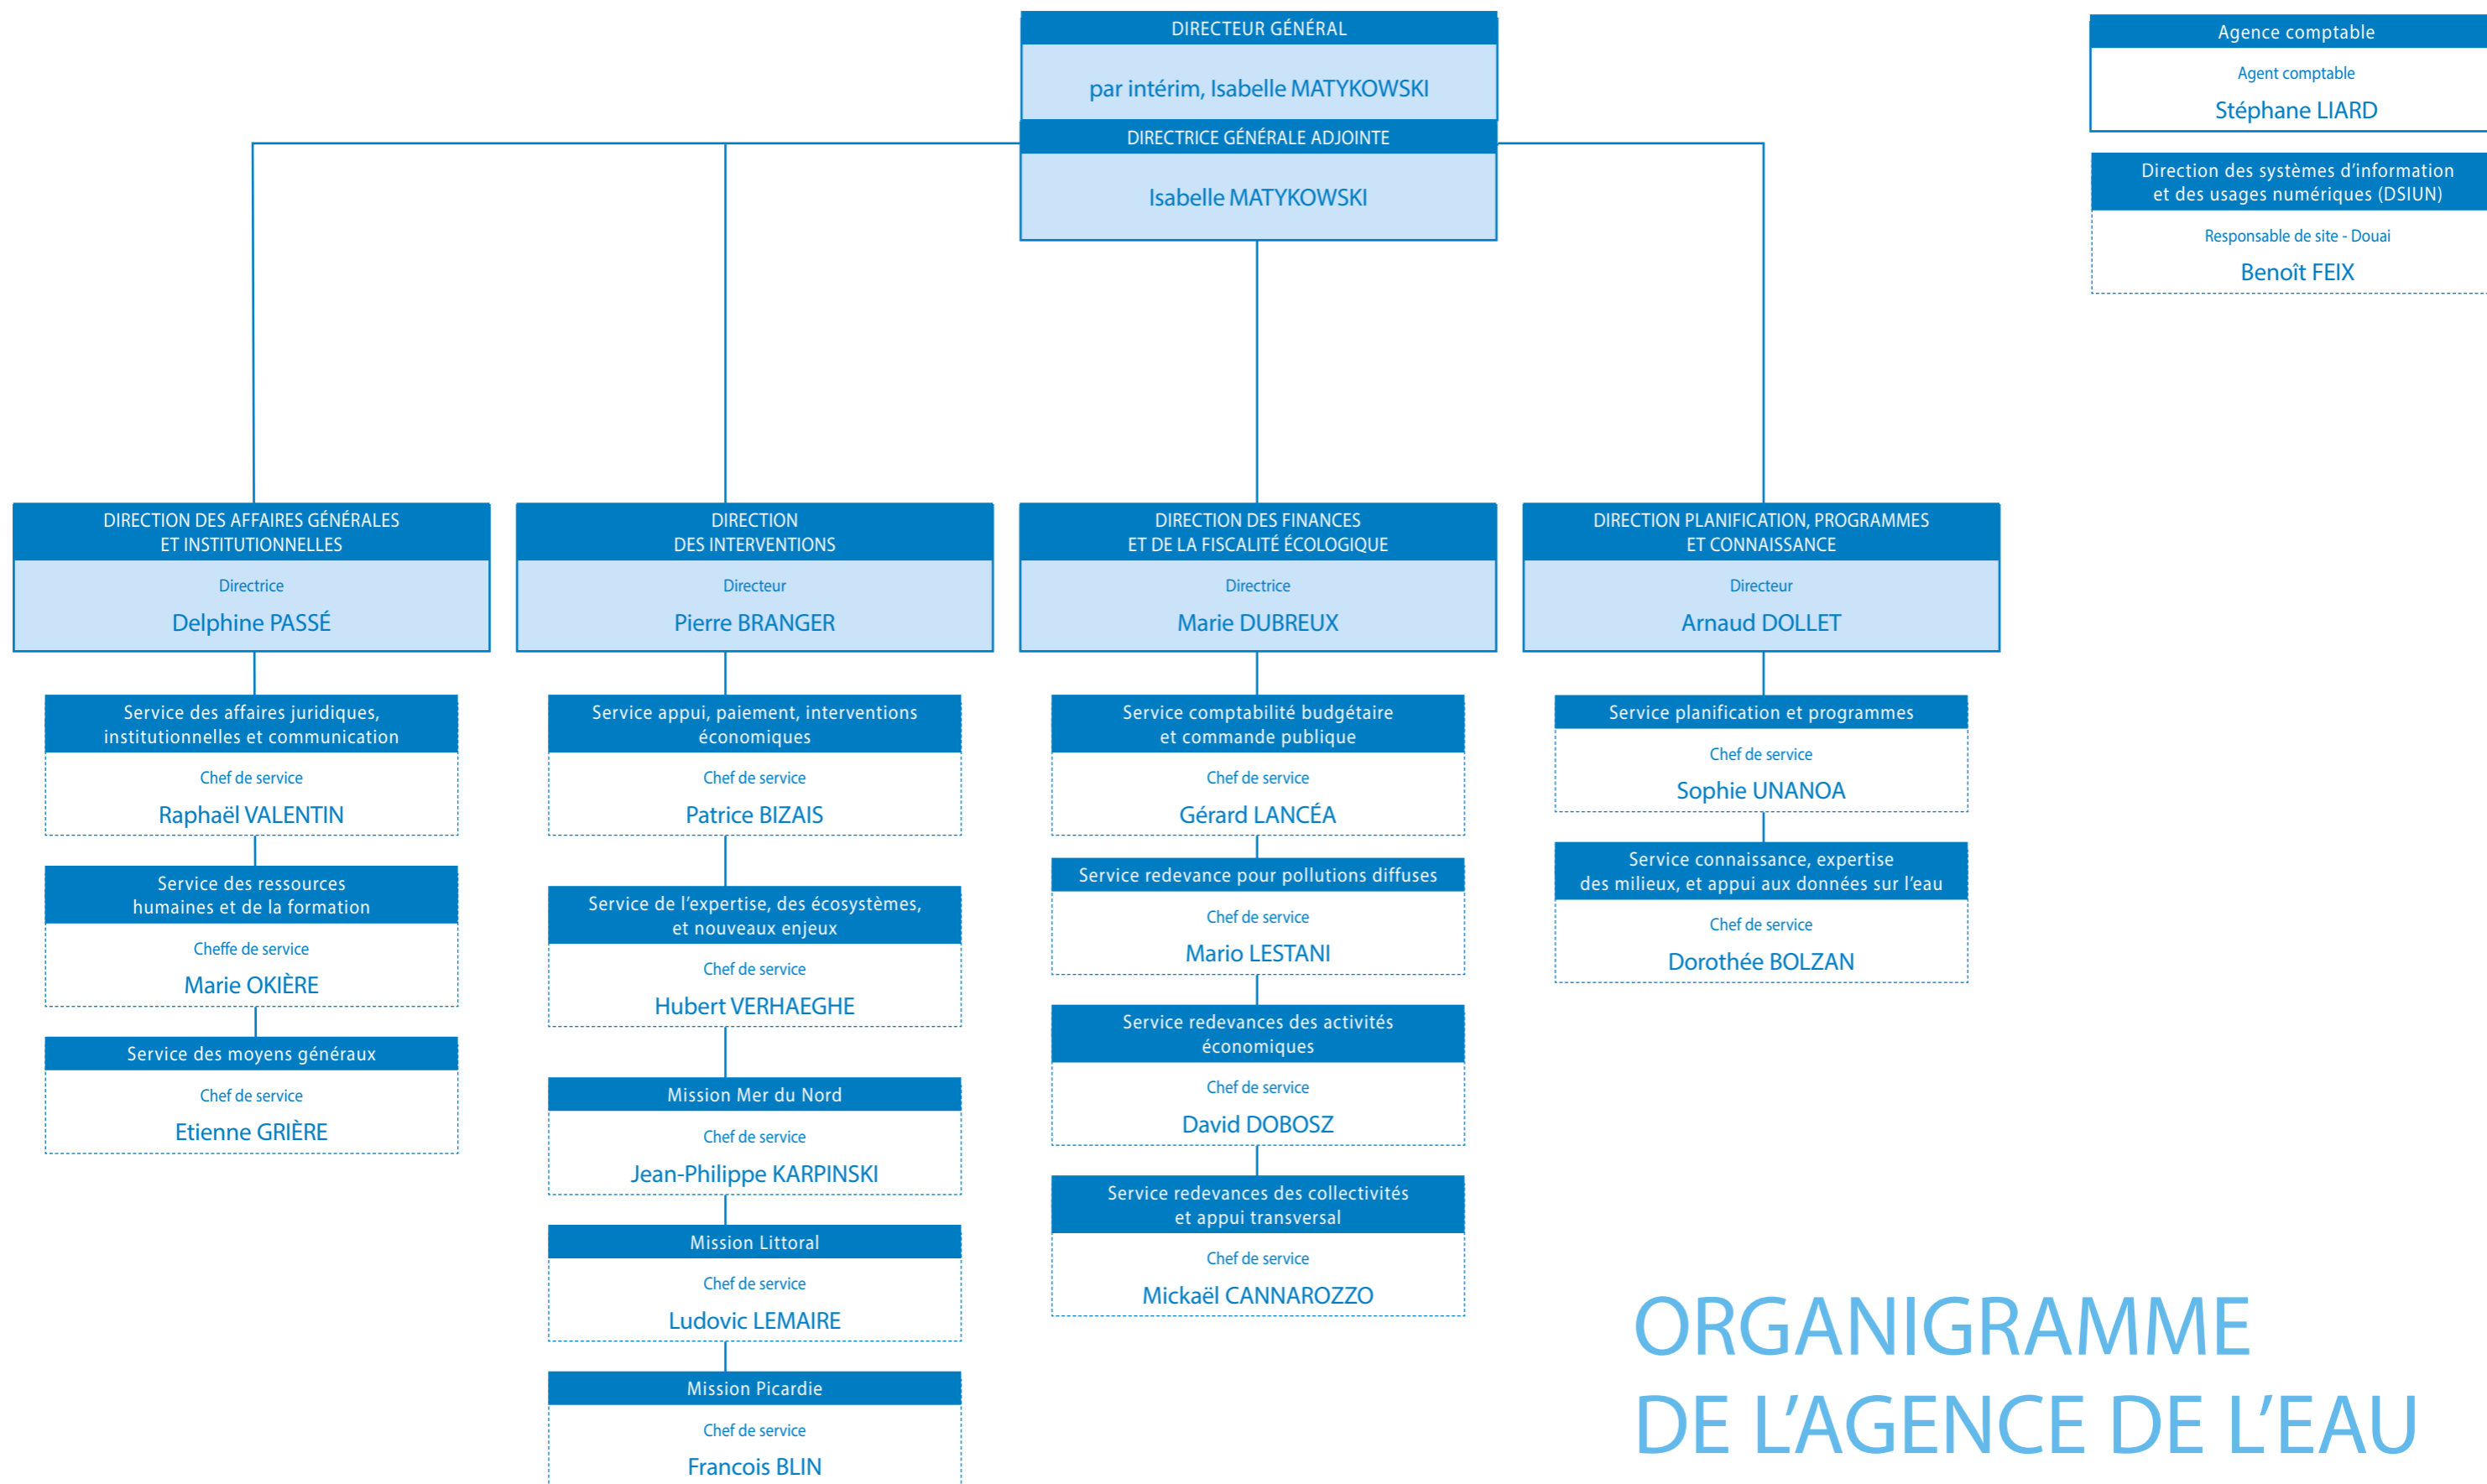 DIRECTEUR GÉNÉRAL
par intérim, Isabelle MATYKOWSKI
DIRECTRICE GÉNÉRALE ADJOINTE
Isabelle MATYKOWSKI
Agence comptable
Agent comptable
Stéphane LIARD
Direction des systèmes d’information
et des usages numériques (DSIUN)
Responsable de site - Douai
Benoît FEIX
DIRECTION DES AFFAIRES GÉNÉRALES
ET INSTITUTIONNELLES
Directrice
Delphine PASSÉ
Service des affaires juridiques,
institutionnelles et communication
Chef de service
Raphaël VALENTIN
Service des ressources
humaines et de la formation
Cheffe de service
Marie OKIÈRE
Service des moyens généraux
Chef de service
Etienne GRIÈRE
DIRECTION
DES INTERVENTIONS
Directeur
Pierre BRANGER
Service appui, paiement, interventions
économiques
Chef de service
Patrice BIZAIS
Service de l’expertise, des écosystèmes,
et nouveaux enjeux
Chef de service
Hubert VERHAEGHE
Mission Mer du Nord
Chef de service
Jean-Philippe KARPINSKI
Mission Littoral
Chef de service
Ludovic LEMAIRE
Mission Picardie
Chef de service
Francois BLIN
DIRECTION DES FINANCES
ET DE LA FISCALITÉ ÉCOLOGIQUE
Directrice
Marie DUBREUX
Service comptabilité budgétaire
et commande publique
Chef de service
Gérard LANCÉA
Service redevance pour pollutions diffuses
Chef de service
Mario LESTANI
Service redevances des activités
économiques
Chef de service
David DOBOSZ
Service redevances des collectivités
et appui transversal
Chef de service
Mickaël CANNAROZZO
DIRECTION PLANIFICATION, PROGRAMMES
ET CONNAISSANCE
Directeur
Arnaud DOLLET
Service planification et programmes
Chef de service
Sophie UNANOA
Service connaissance, expertise
des milieux, et appui aux données sur l’eau
Chef de service
Dorothée BOLZAN
ORGANIGRAMME
DE L’AGENCE DE L’EAU